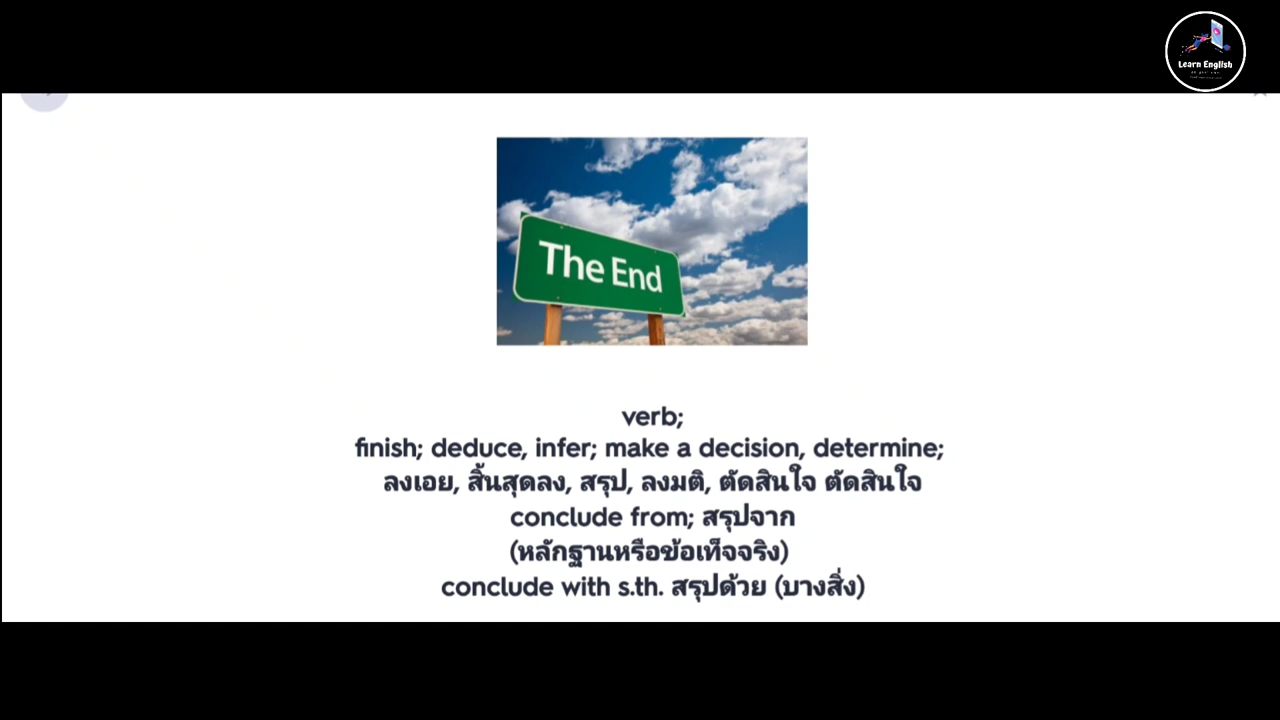 Learn English
The End
verb;
finish; deduce, infer; make a decision, determine;
ลงเอย, สิ้นสุดลง, สรุป, ลงมติ, ตัดสินใจ ตัดสินใจ
conclude from; สรุปจาก
(หลักฐานหรือข้อเท็จจริง)
conclude with s.th. สรุปด้วย (บางสิ่ง)